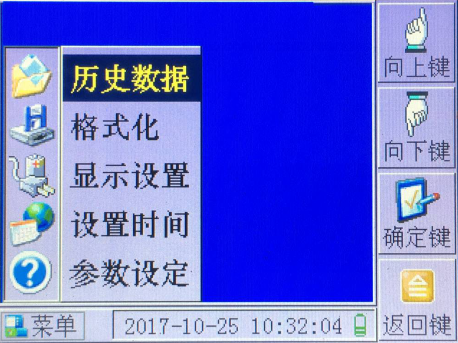 历史数据
格式化
显示设置
设置时间
参数设定
向上键
向下键
确定键
返回键
菜单
2017-10-25 10:32:04